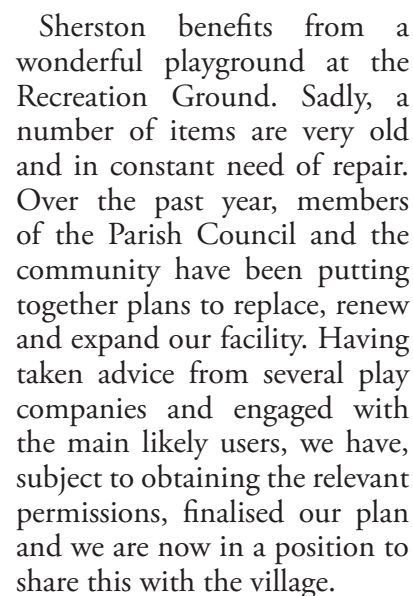 Sherston benefits from a
wonderful playground at the
Recreation Ground. Sadly, a
number of items are very old
and in constant need of repair.
Over the past year, members
of the Parish Council and the
community have been putting
together plans to replace, renew
and expand our facility. Having
taken advice from several play
companies and engaged with
the main likely users, we have,
subject to obtaining the relevant
permissions, finalised our plan
and we are now in a position to
share this with the village.